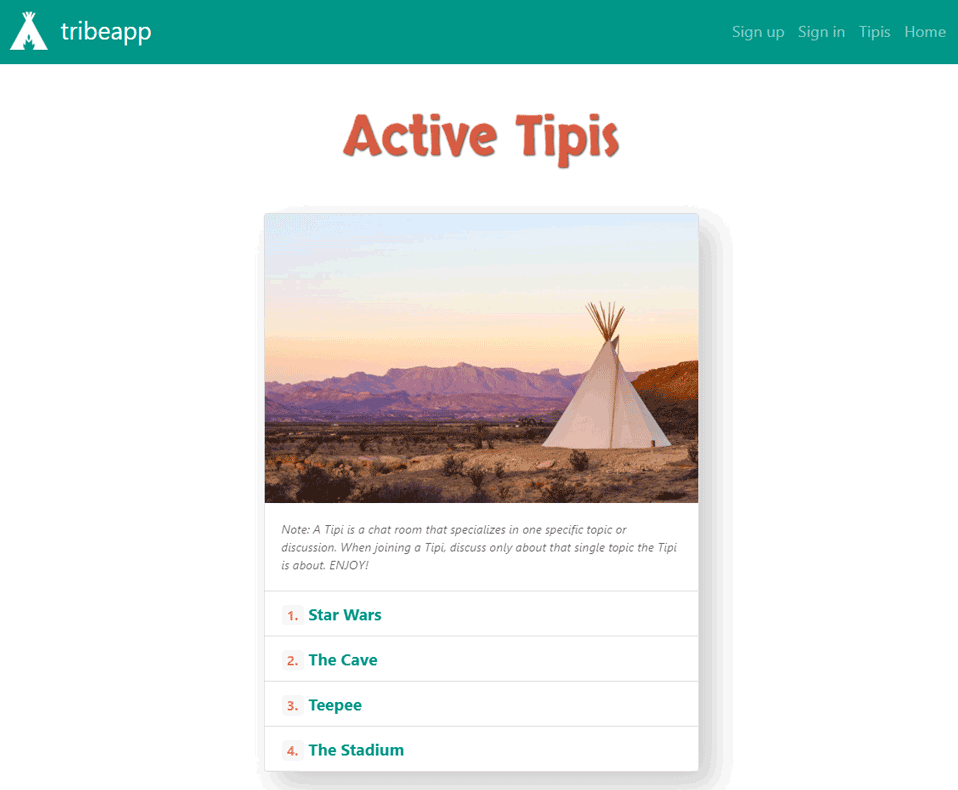 tribeapp
Sign up Sign in Tipis Home
Active Tipis
Note: A Tipi is a chat room that specializes in one specific topic or
discussion. When joining a Tipi, discuss only about that single topic the Tipi
is about. ENJOY!
1. Star Wars
2. The Cave
3. Teepee
4. The Stadium